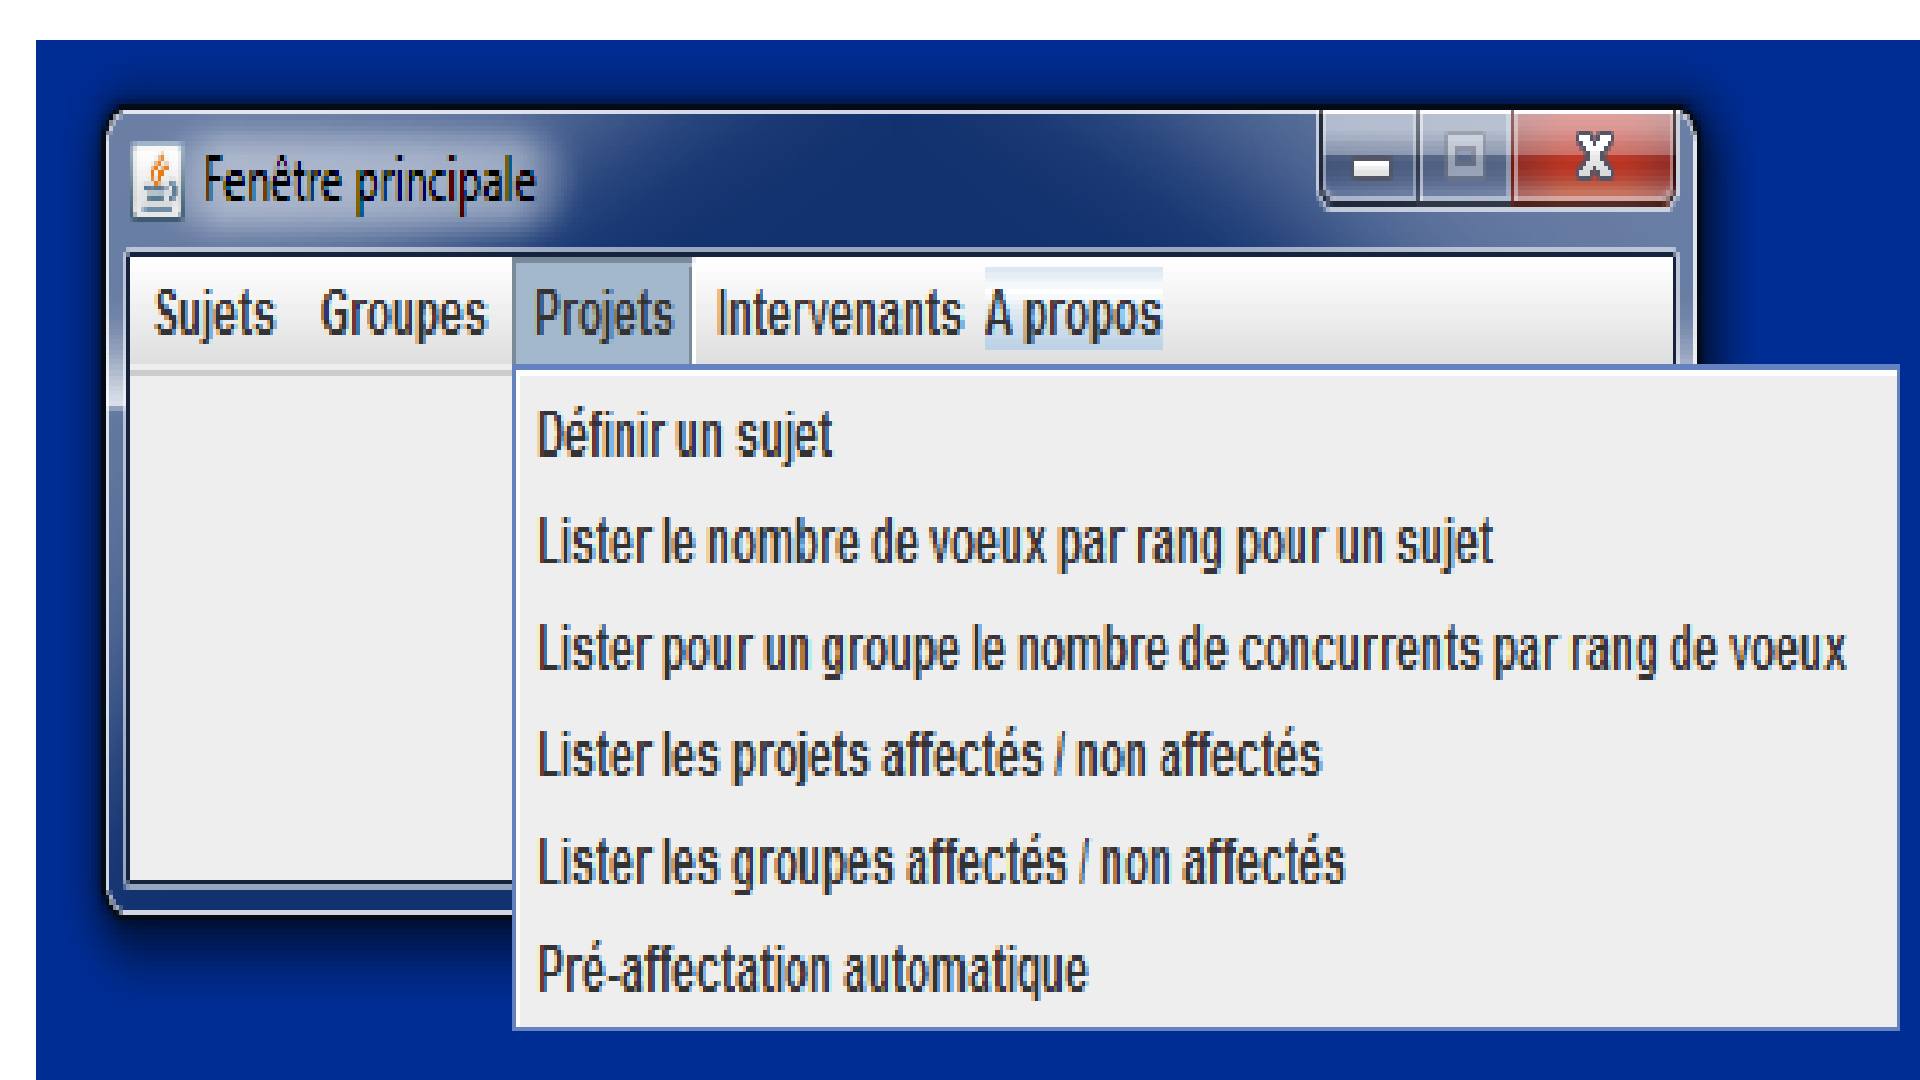 Fenêtre principale
Sujets Groupes Projets Intervenants A propos
Définir un sujet
Lister le nombre de voeux par rang pour un sujet
Lister pour un groupe le nombre de concurrents par rang de voeux
Lister les projets affectés / non affectés
Lister les groupes affectés / non affectés
Pré-affectation automatique